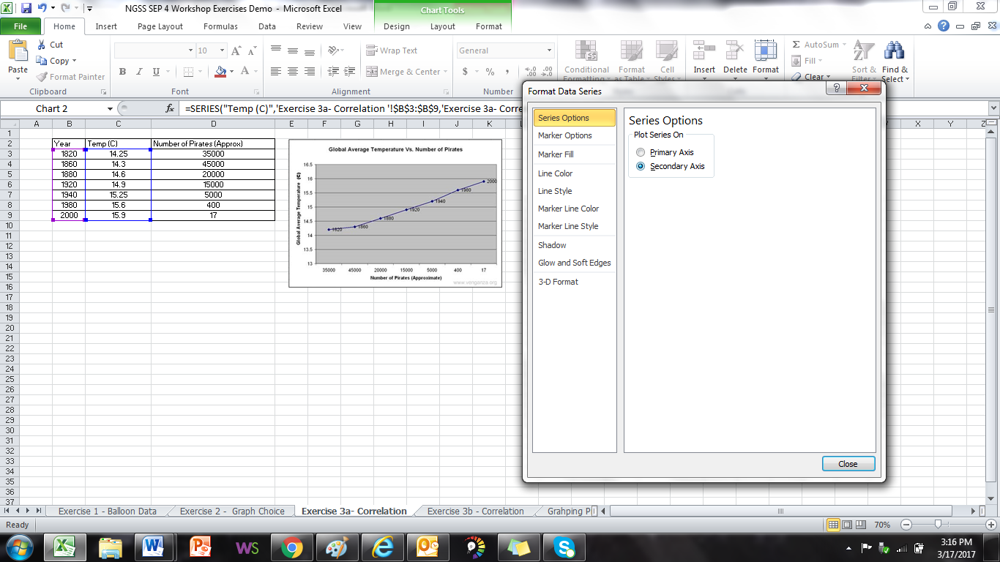 NGSS SEP 4 Workshop Exercises Demo - Microsoft Excel
Chart Tools
File Home Insert Page Layout Formulas Data Review View Design Layout Format
Paste
Cut
Copy
Format Painter
Clipboard
10
A A
B I U
A
Font
Wrap Text
Merge & Center
Alignment
General
$ % ,
Number
Conditional Formatting
Format as Table
Cell Styles
Insert Delete Format
Σ AutoSum
Fill
Clear
Sort & Filter
Find & Select
Chart 2
fx =SERIES("Temp (C)",'Exercise 3a- Correlation '!$B$3:$B$9,'Exercise 3a- Corre
A B C D E F G H I J K L X Y Z
1
2 Year Temp (C) Number of Pirates (Approx)
3 1820 14.25 35000
4 1860 14.3 45000
5 1880 14.6 20000
6 1920 14.9 15000
7 1940 15.25 5000
8 1980 15.6 400
9 2000 15.9 17
10
11
12
13
14
15
16
17
18
19
20
21
22
23
24
25
26
27
28
29
30
31
32
33
34
35
36
37
Global Average Temperature Vs. Number of Pirates
Global Average Temperature (C)
16.5
16
15.5
15
14.5
14
13.5
13
1820 1860 1880 1920 1940 1980 2000
35000 45000 20000 15000 5000 400 17
Number of Pirates (Approximate)
www.venganza.org
Format Data Series
Series Options
Marker Options
Marker Fill
Line Color
Line Style
Marker Line Color
Marker Line Style
Shadow
Glow and Soft Edges
3-D Format
Series Options
Plot Series On
Primary Axis
Secondary Axis
Close
Exercise 1 - Balloon Data Exercise 2 - Graph Choice Exercise 3a- Correlation Exercise 3b - Correlation Grahping P
Ready
70%
WS
3:16 PM
3/17/2017